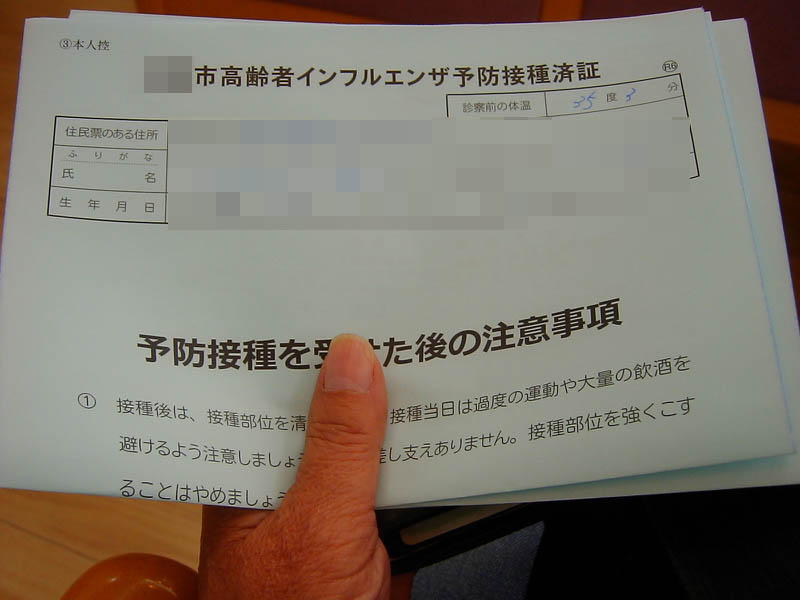 ③本人控
市高齢者インフルエンザ予防接種済証
R6
診察前の体温 35 度 3 分
住民票のある住所
ふりがな
氏名
生年月日
予防接種を受けた後の注意事項
① 接種後は、接種部位を清 接種当日は過度の運動や大量の飲酒を
避けるよう注意しましょう 差し支えありません。接種部位を強くこす
ることはやめましょう